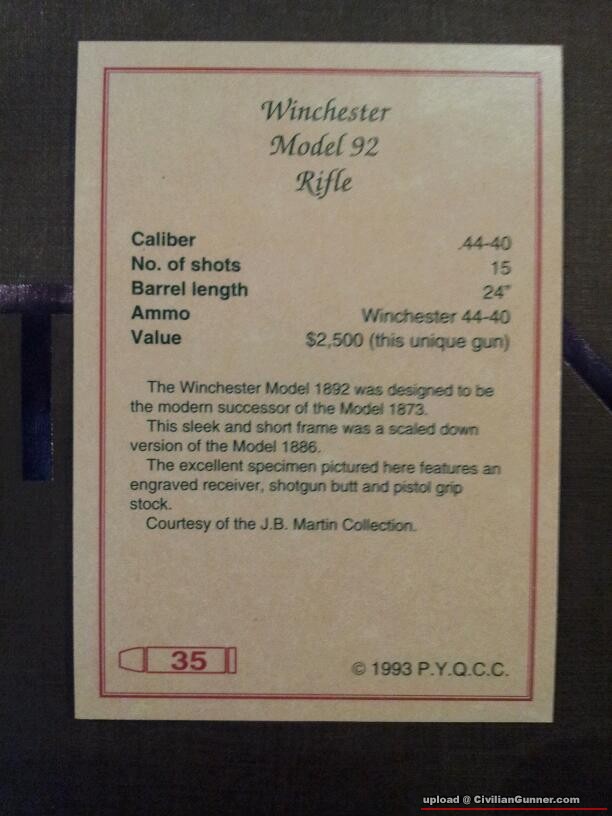 Winchester
Model 92
Rifle
Caliber .44-40
No. of shots 15
Barrel length 24"
Ammo Winchester 44-40
Value $2,500 (this unique gun)
The Winchester Model 1892 was designed to be
the modern successor of the Model 1873.
This sleek and short frame was a scaled down
version of the Model 1886.
The excellent specimen pictured here features an
engraved receiver, shotgun butt and pistol grip
stock.
Courtesy of the J.B. Martin Collection.
35
© 1993 P.Y.Q.C.C.
upload @ CivilianGunner.com